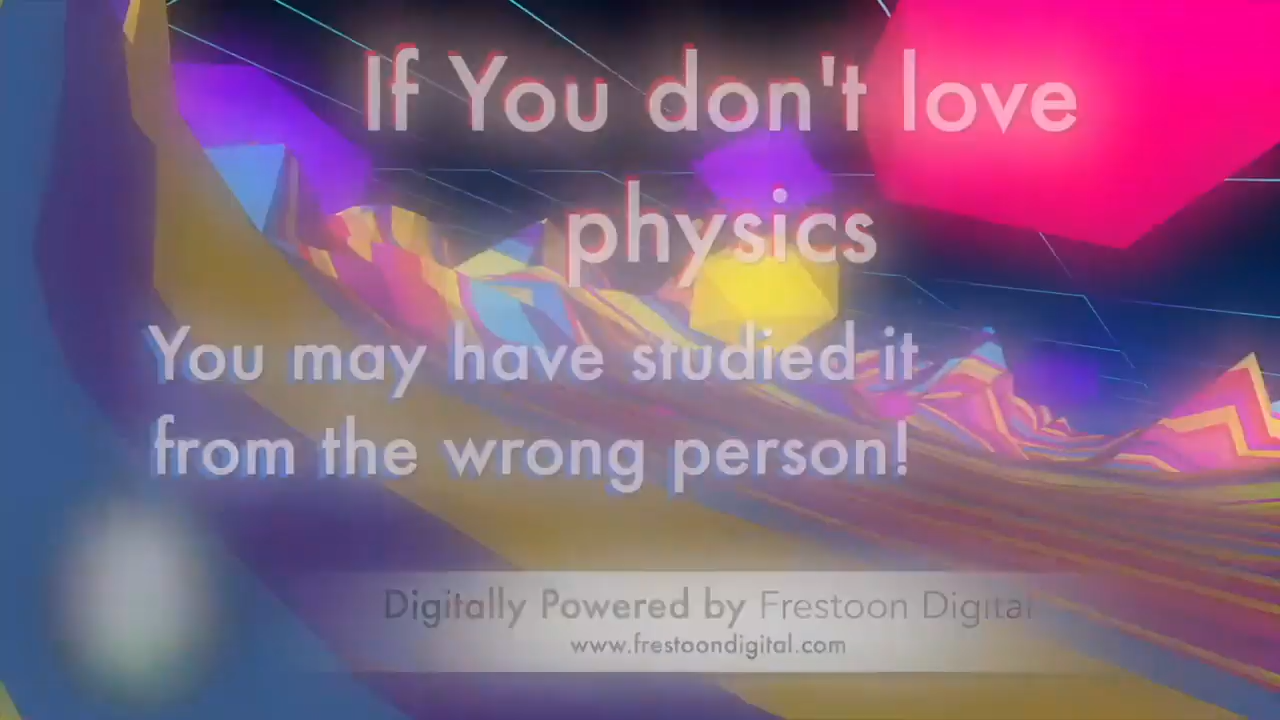 If You don't love
physics
You may have studied it
from the wrong person!
Digitally Powered by Frestoon Digital
www.frestoondigital.com